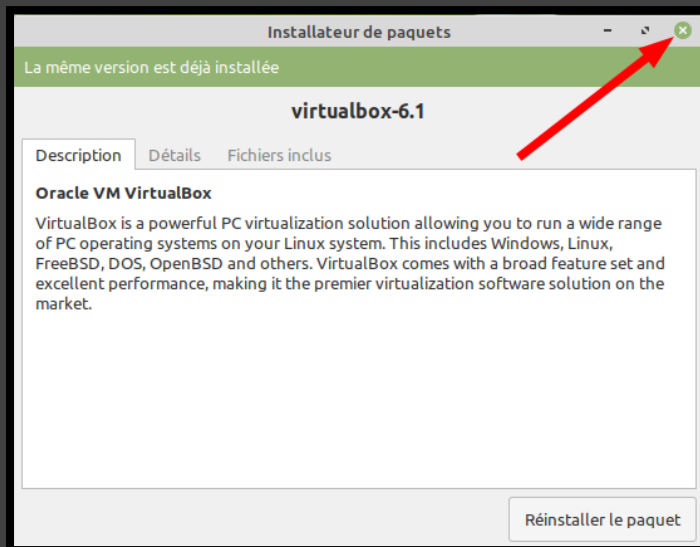 Installateur de paquets
La même version est déjà installée
virtualbox-6.1
Description Détails Fichiers inclus
Oracle VM VirtualBox
VirtualBox is a powerful PC virtualization solution allowing you to run a wide range
of PC operating systems on your Linux system. This includes Windows, Linux,
FreeBSD, DOS, OpenBSD and others. VirtualBox comes with a broad feature set and
excellent performance, making it the premier virtualization software solution on the
market.
Réinstaller le paquet